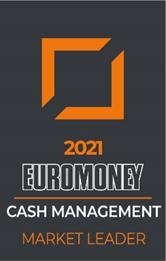 2021
EUROMONEY
CASH MANAGEMENT
MARKET LEADER